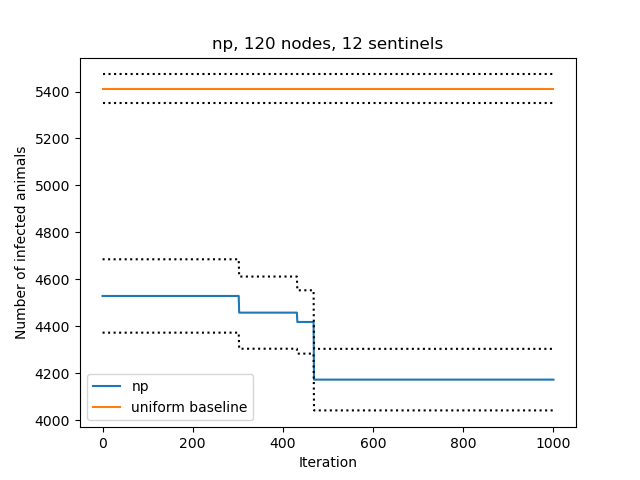 np, 120 nodes, 12 sentinels
5400
5200
5000
4800
4600
4400
4200
4000
Number of infected animals
np
uniform baseline
0
200
400
600
800
1000
Iteration